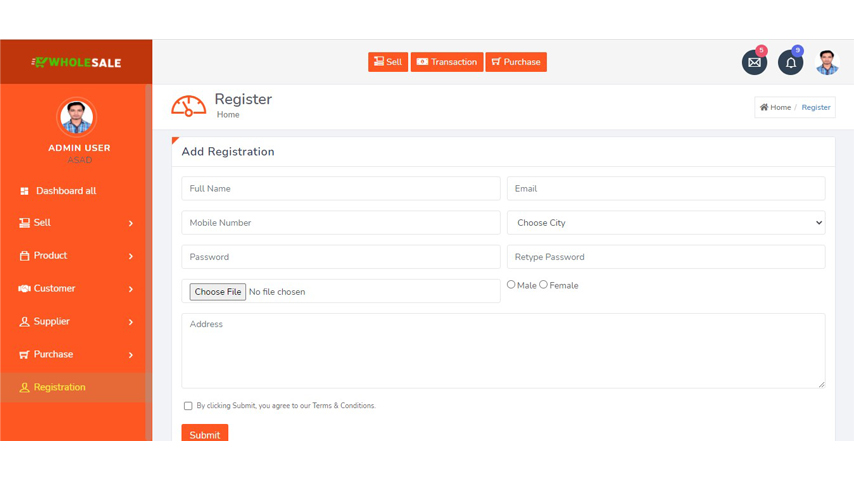 WHOLESALE
Sell
Transaction
Purchase
5
9
ADMIN USER
ASAD
Dashboard all
Sell
Product
Customer
Supplier
Purchase
Registration
Register
Home
Home / Register
Add Registration
Full Name
Email
Mobile Number
Choose City
Password
Retype Password
Choose File No file chosen
Male Female
Address
By clicking Submit, you agree to our Terms & Conditions.
Submit